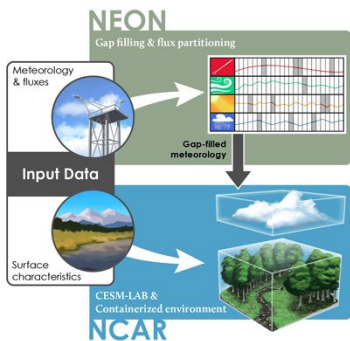 NEON
Gap filling & flux partitioning
Meteorology
& fluxes
Gap-filled
meteorology
Input Data
Surface
characteristics
CESM-LAB &
Containerized environment
NCAR